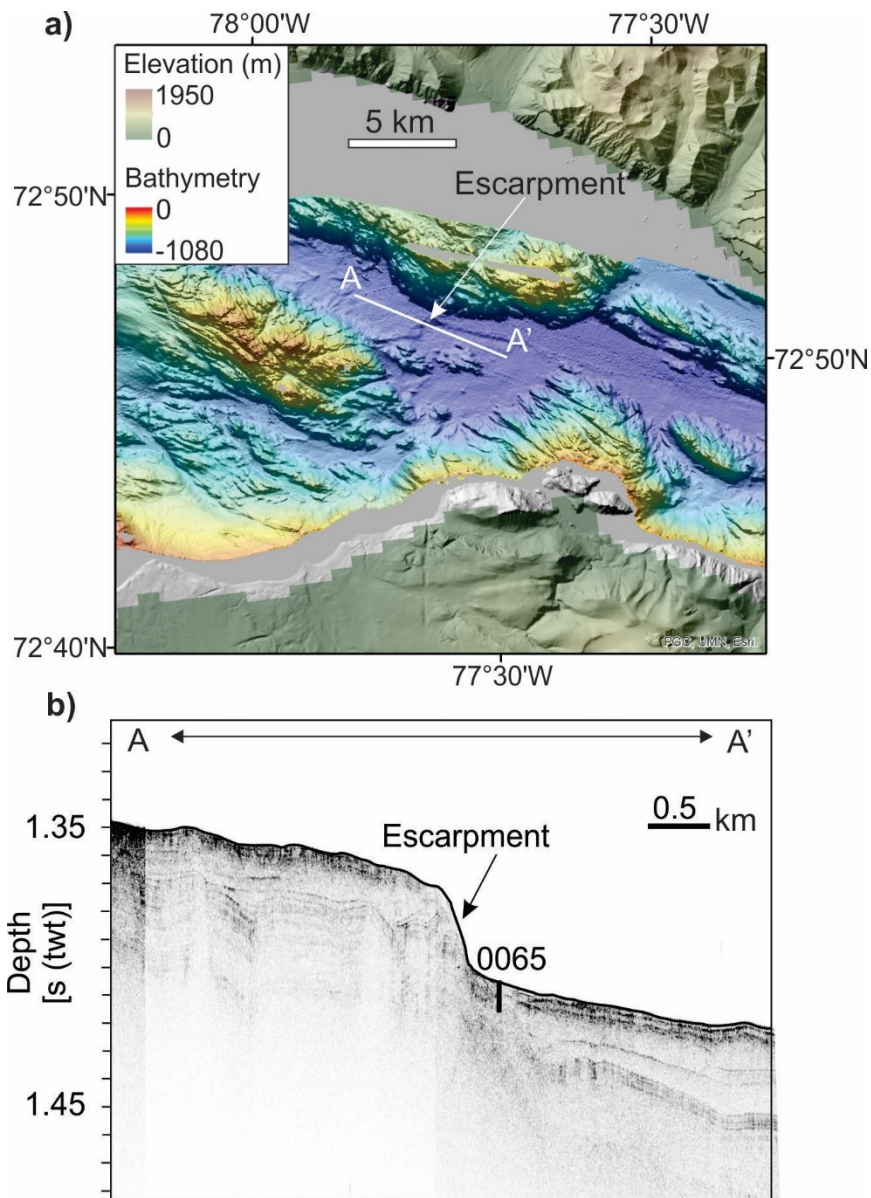 a)
78°00'W
77°30'W
Elevation (m)
1950
0
Bathymetry
0
-1080
5 km
Escarpment
72°50'N
A
A'
72°50'N
72°40'N
PGC, UMN, Esri
77°30'W
b)
A
A'
0.5
km
1.35
Escarpment
0065
Depth
[s (twt)]
1.45